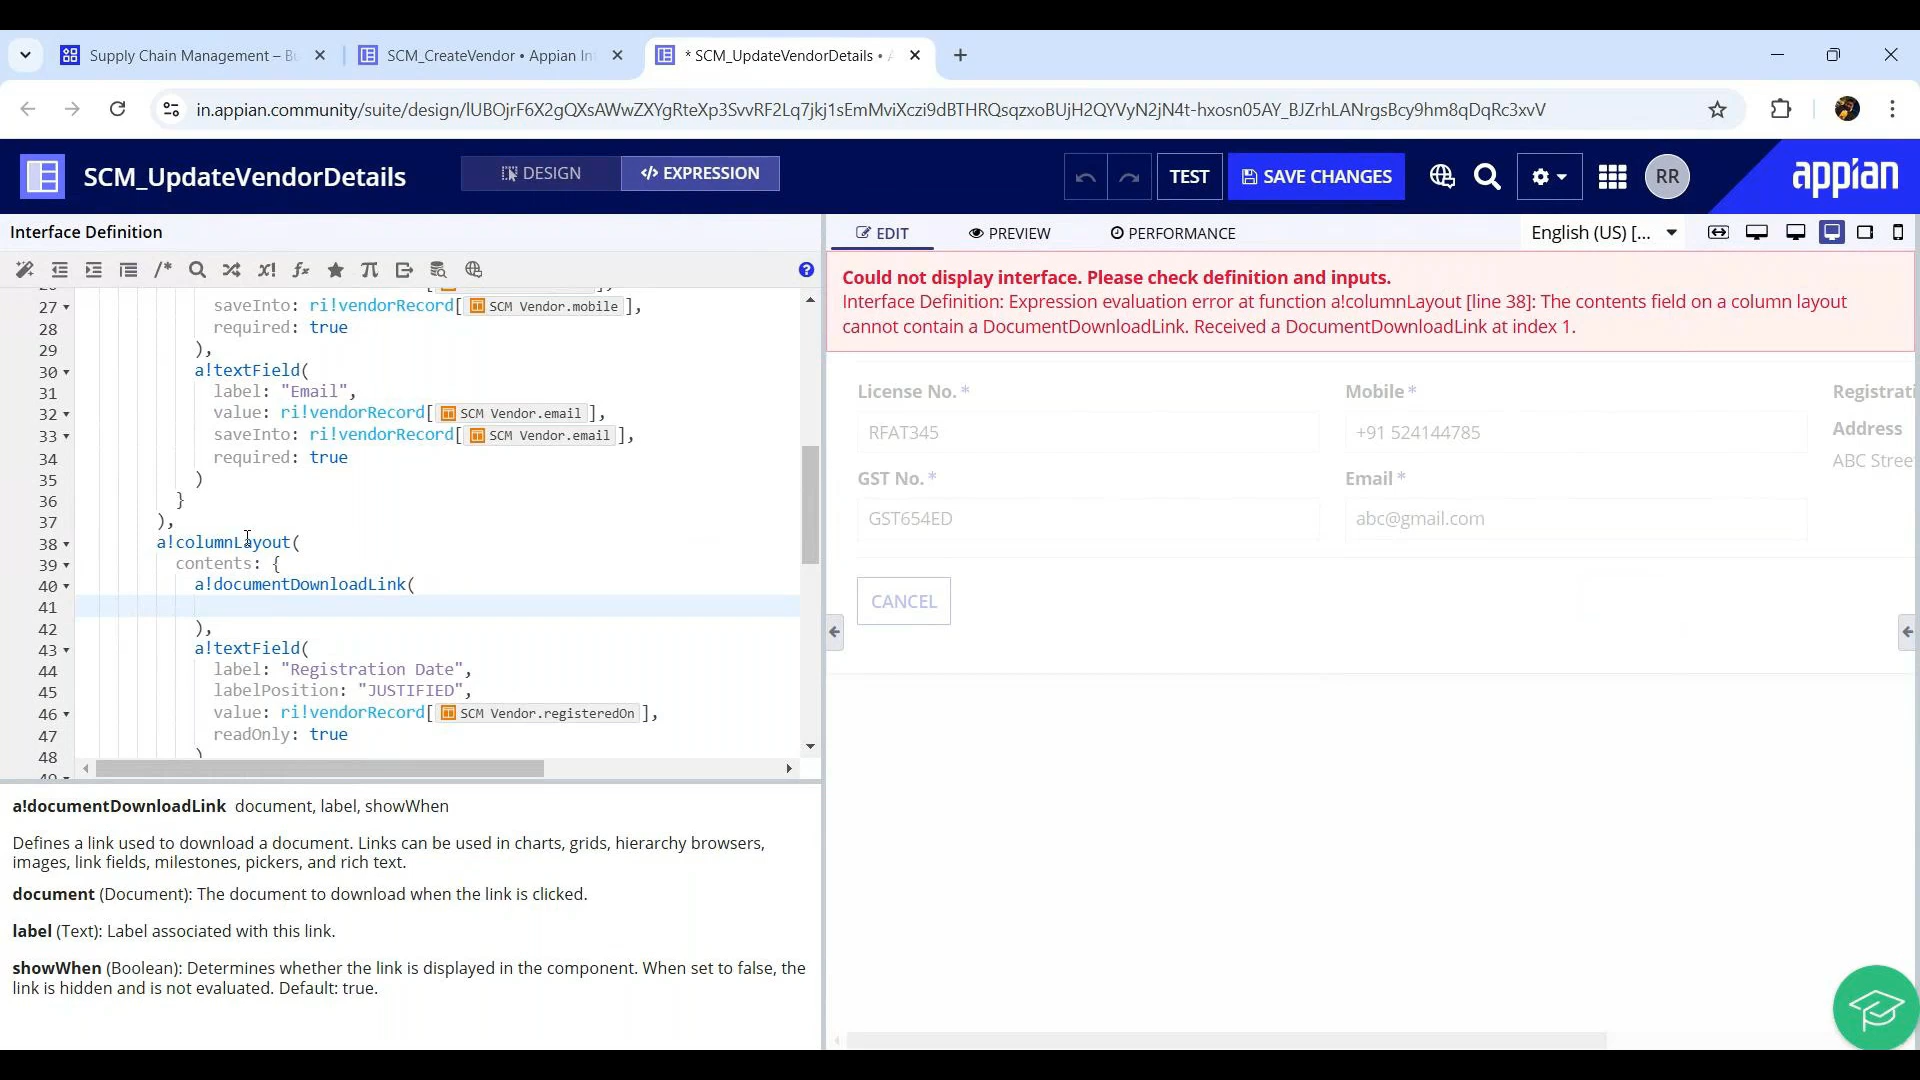 Supply Chain Management – Bu
SCM_CreateVendor • Appian Int
* SCM_UpdateVendorDetails • A
in.appian.community/suite/design/lUBOjrF6X2gQXsAWwZXYgRteXp3SvvRF2Lq7jkj1sEmMviXczi9dBTHRQsqzxoBUjH2QYVyN2jN4t-hxosn05AY_BJZrhLANrgsBcy9hm8qDqRc3xvV
SCM_UpdateVendorDetails
DESIGN
</> EXPRESSION
TEST
SAVE CHANGES
RR
appian
Interface Definition
EDIT
PREVIEW
PERFORMANCE
English (US) [...
27 saveInto: ri!vendorRecord[ SCM Vendor.mobile ],
28 required: true
29 ),
30 a!textField(
31 label: "Email",
32 value: ri!vendorRecord[ SCM Vendor.email ],
33 saveInto: ri!vendorRecord[ SCM Vendor.email ],
34 required: true
35 )
36 }
37 ),
38 a!columnLayout(
39 contents: {
40 a!documentDownloadLink(
41
42 ),
43 a!textField(
44 label: "Registration Date",
45 labelPosition: "JUSTIFIED",
46 value: ri!vendorRecord[ SCM Vendor.registeredOn ],
47 readOnly: true
48 )
a!documentDownloadLink document, label, showWhen
Defines a link used to download a document. Links can be used in charts, grids, hierarchy browsers,
images, link fields, milestones, pickers, and rich text.
document (Document): The document to download when the link is clicked.
label (Text): Label associated with this link.
showWhen (Boolean): Determines whether the link is displayed in the component. When set to false, the
link is hidden and is not evaluated. Default: true.
Could not display interface. Please check definition and inputs.
Interface Definition: Expression evaluation error at function a!columnLayout [line 38]: The contents field on a column layout
cannot contain a DocumentDownloadLink. Received a DocumentDownloadLink at index 1.
License No. *
RFAT345
GST No. *
GST654ED
Mobile *
+91 524144785
Email *
abc@gmail.com
Registrati
Address
ABC Stree
CANCEL